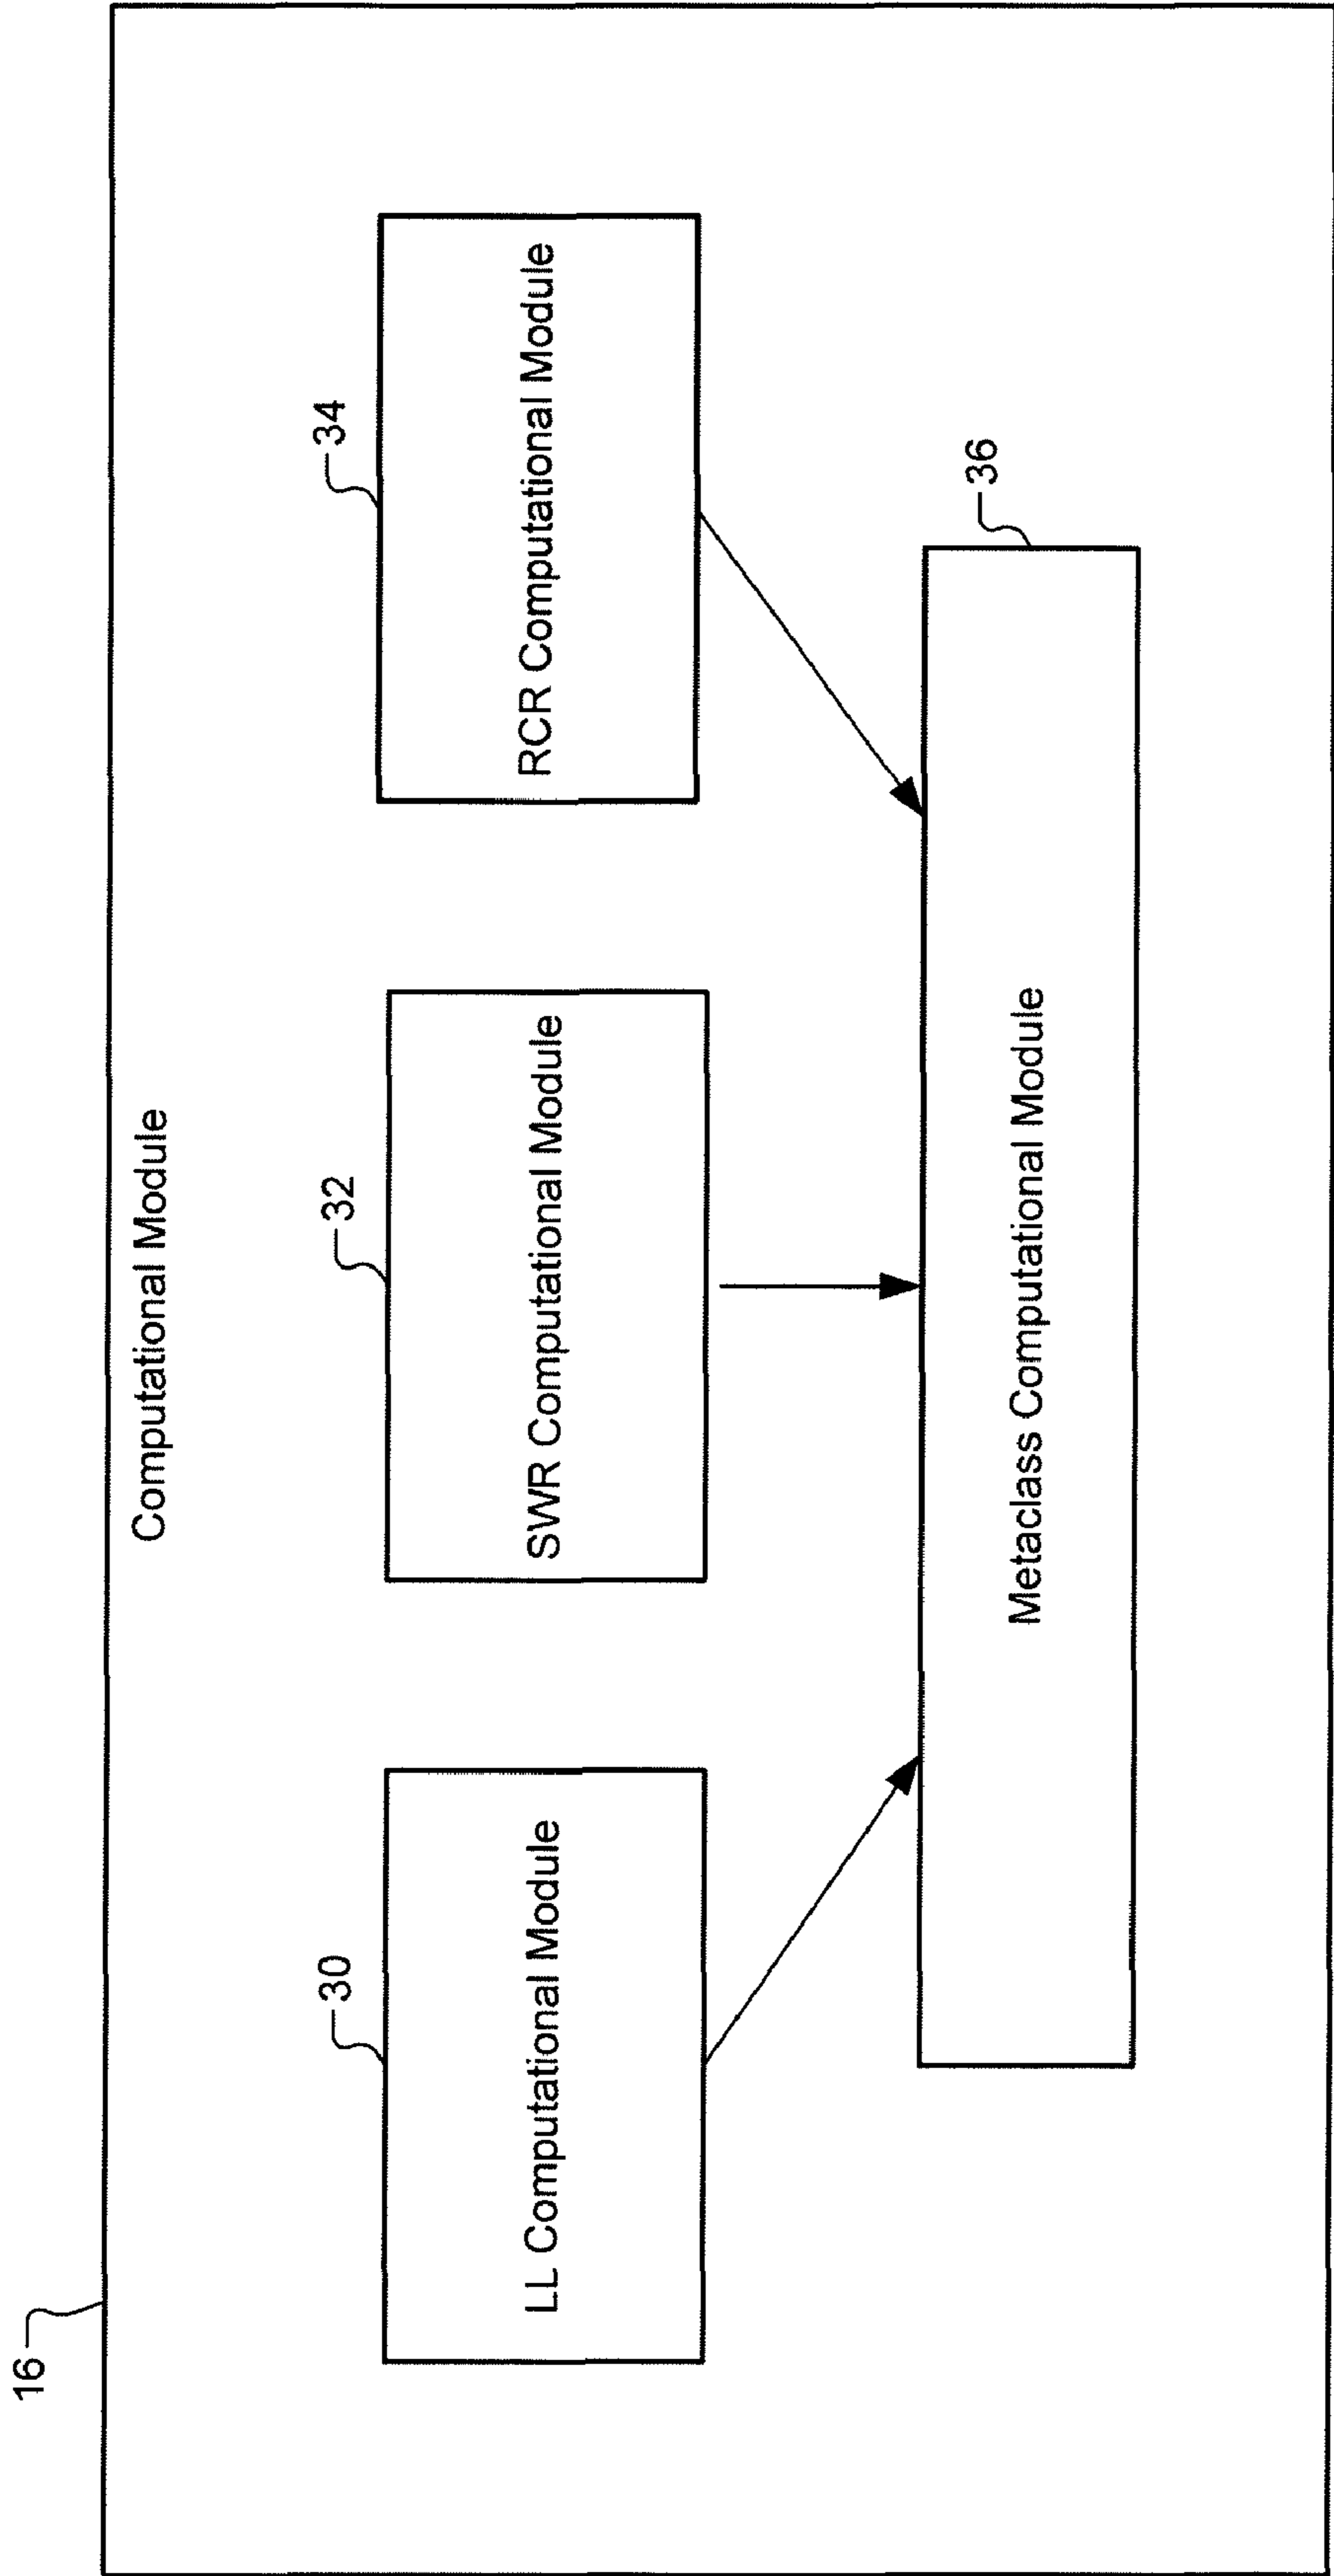 16
Computational Module
30
32
34
LL Computational Module
SWR Computational Module
RCR Computational Module
36
Metaclass Computational Module